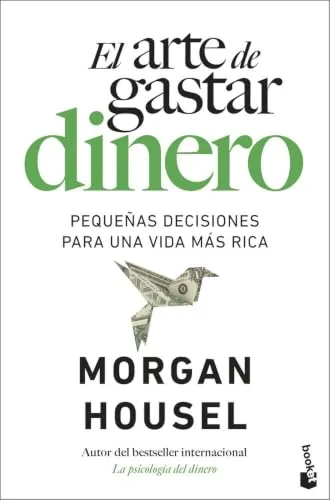 El arte de
gastar
dinero
PEQUEÑAS DECISIONES
PARA UNA VIDA MÁS RICA
MORGAN
HOUSEL
Autor del bestseller internacional
La psicología del dinero
booket